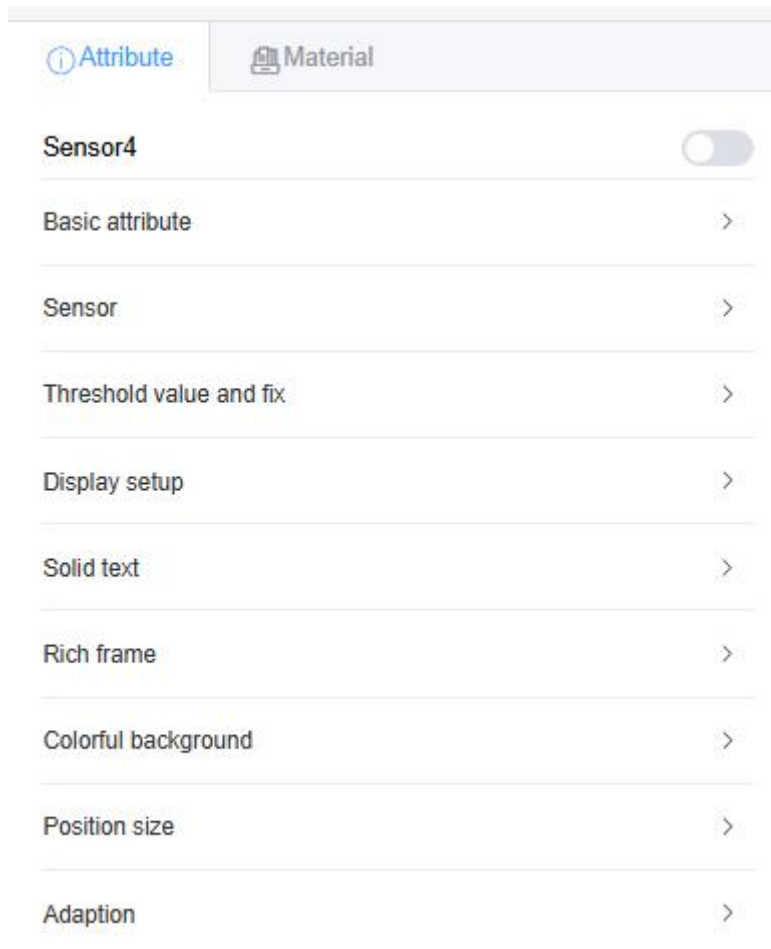 Attribute Material
Sensor4
Basic attribute
Sensor
Threshold value and fix
Display setup
Solid text
Rich frame
Colorful background
Position size
Adaption